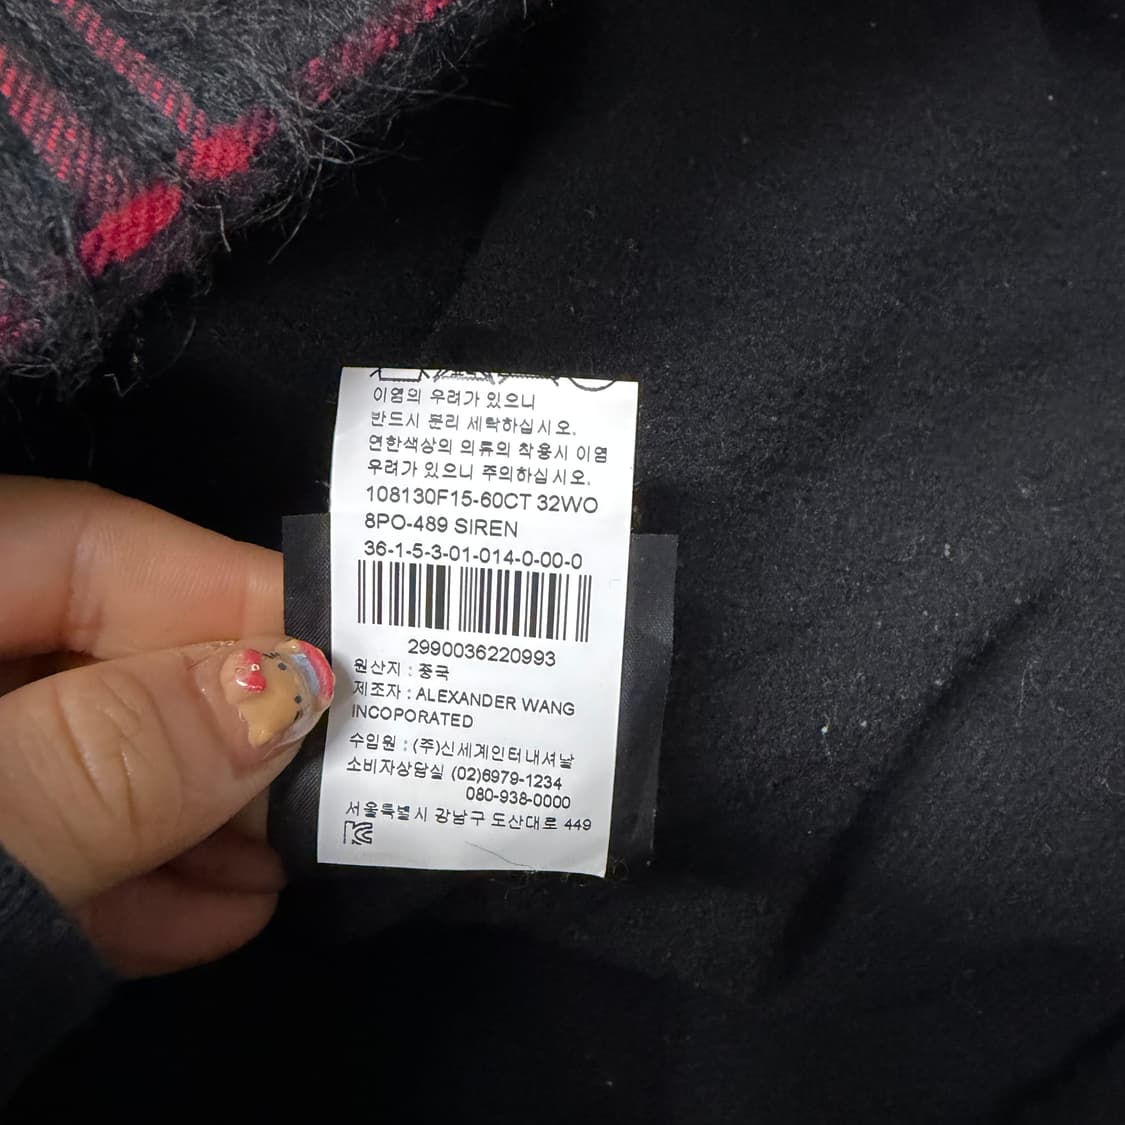 이염의 우려가 있으니
반드시 분리 세탁하십시오.
연한색상의 의류의 착용시 이염
우려가 있으니 주의하십시오.
108130F15-60CT 32WO
8PO-489 SIREN
36-1-5-3-01-014-0-00-0
2990036220993
원산지 : 중국
제조자 : ALEXANDER WANG
INCOPORATED
수입원 : (주)신세계인터내셔날
소비자상담실 (02)6979-1234
080-938-0000
서울특별시 강남구 도산대로 449
KC